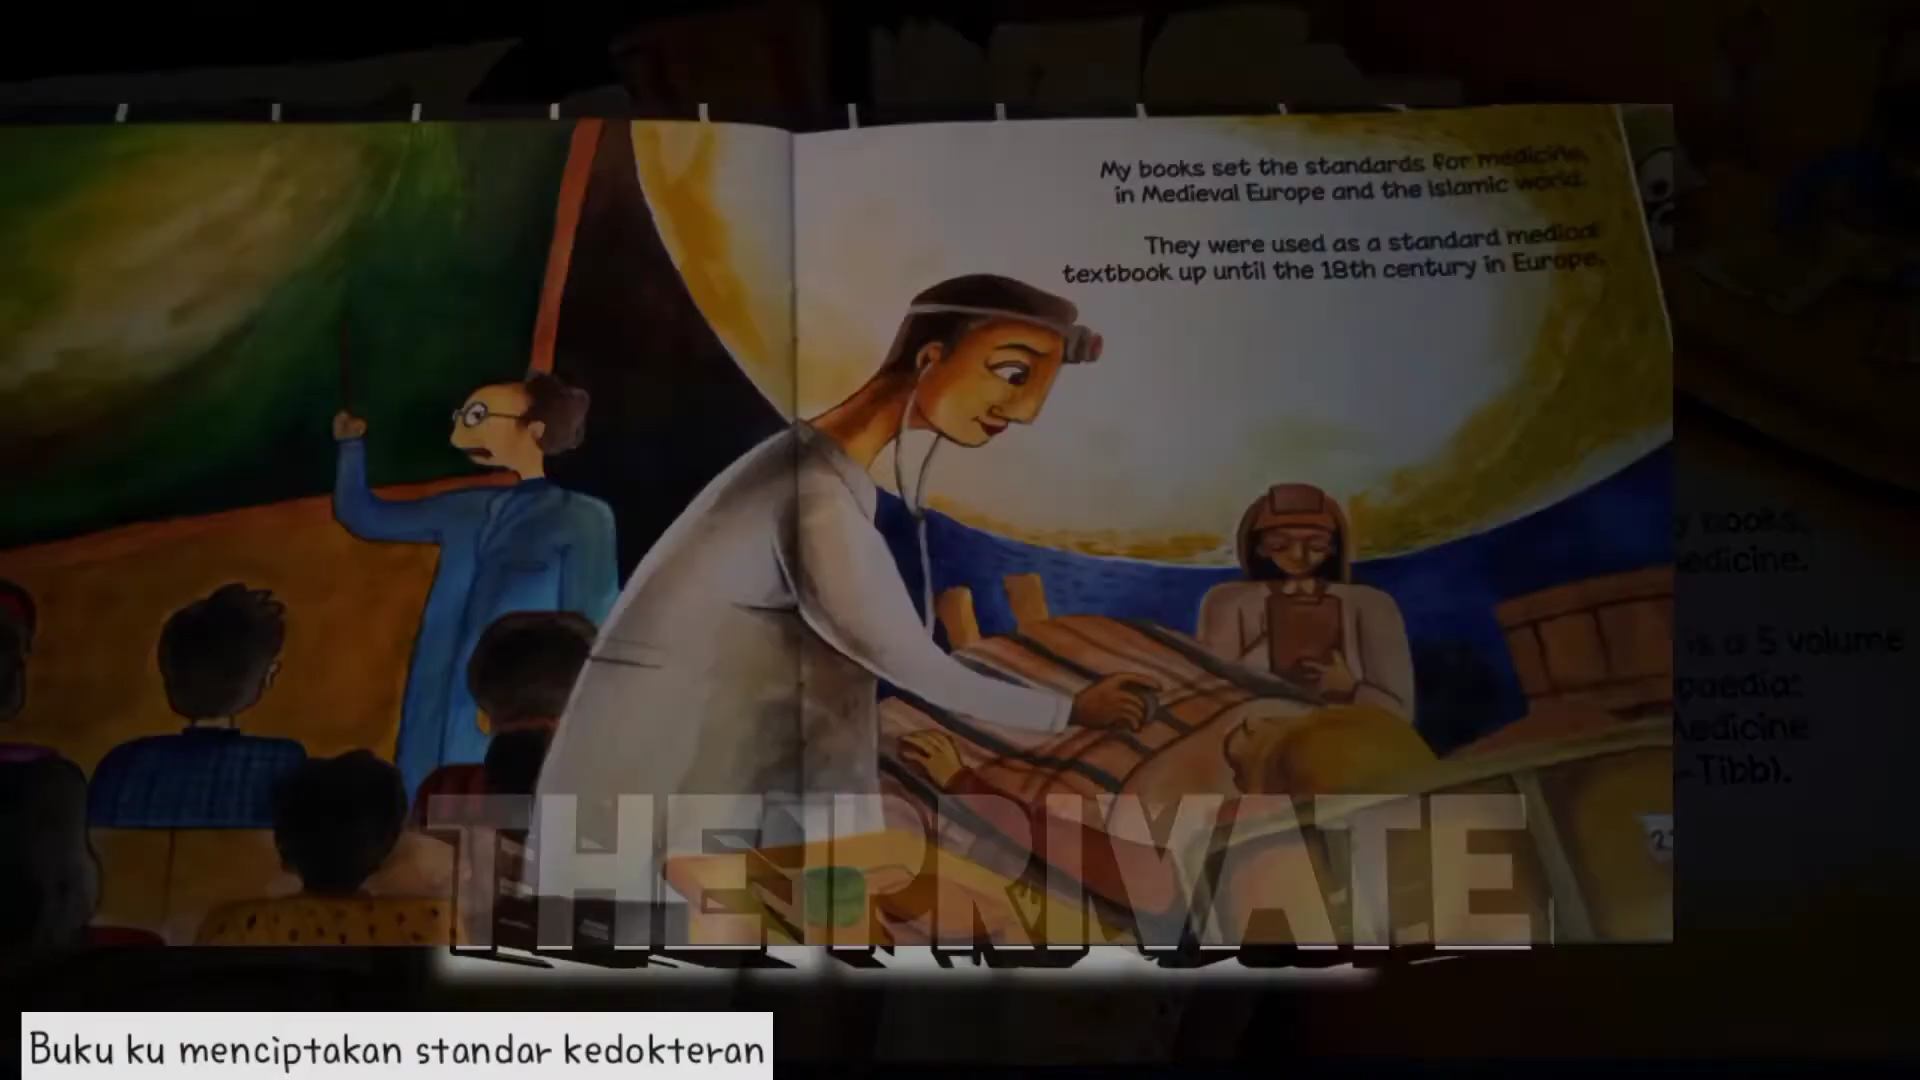 My books set the standards for medicine,
in Medieval Europe and the Islamic world.
They were used as a standard medical
textbook up until the 18th century in Europe.
books,
medicine.
is a 5 volume
paedia:
Medicine
-Tibb).
THE PRIVATE
Buku ku menciptakan standar kedokteran